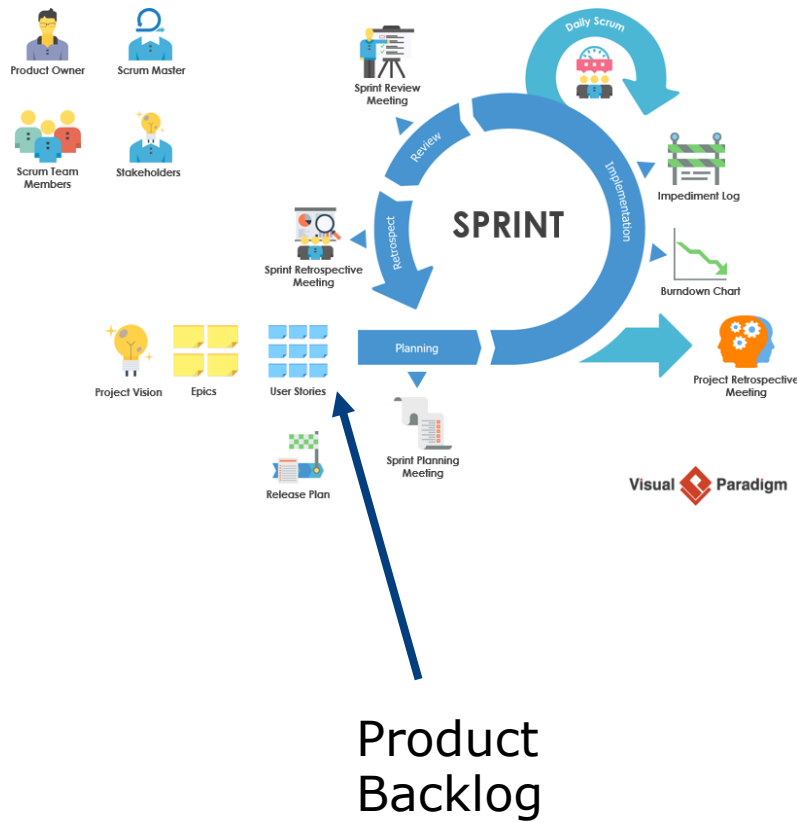 Product Owner
Scrum Master
Scrum Team
Members
Stakeholders
Sprint Review
Meeting
Daily Scrum
Review
Implementation
Impediment Log
SPRINT
Retrospect
Sprint Retrospective
Meeting
Burndown Chart
Planning
Project Vision
Epics
User Stories
Project Retrospective
Meeting
Sprint Planning
Meeting
Release Plan
Visual Paradigm
Product
Backlog